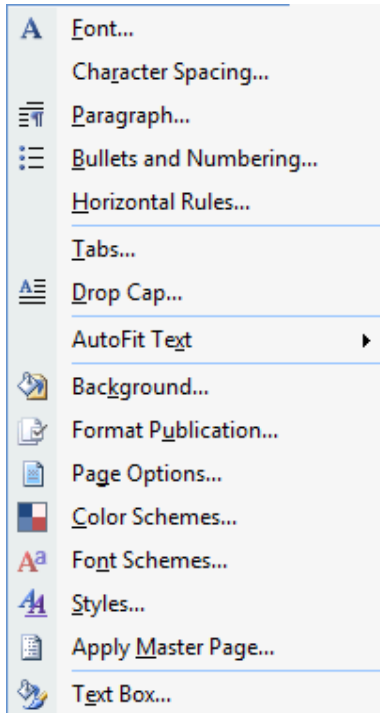 Font...
Character Spacing...
Paragraph...
Bullets and Numbering...
Horizontal Rules...
Tabs...
Drop Cap...
AutoFit Text
Background...
Format Publication...
Page Options...
Color Schemes...
Font Schemes...
Styles...
Apply Master Page...
Text Box...